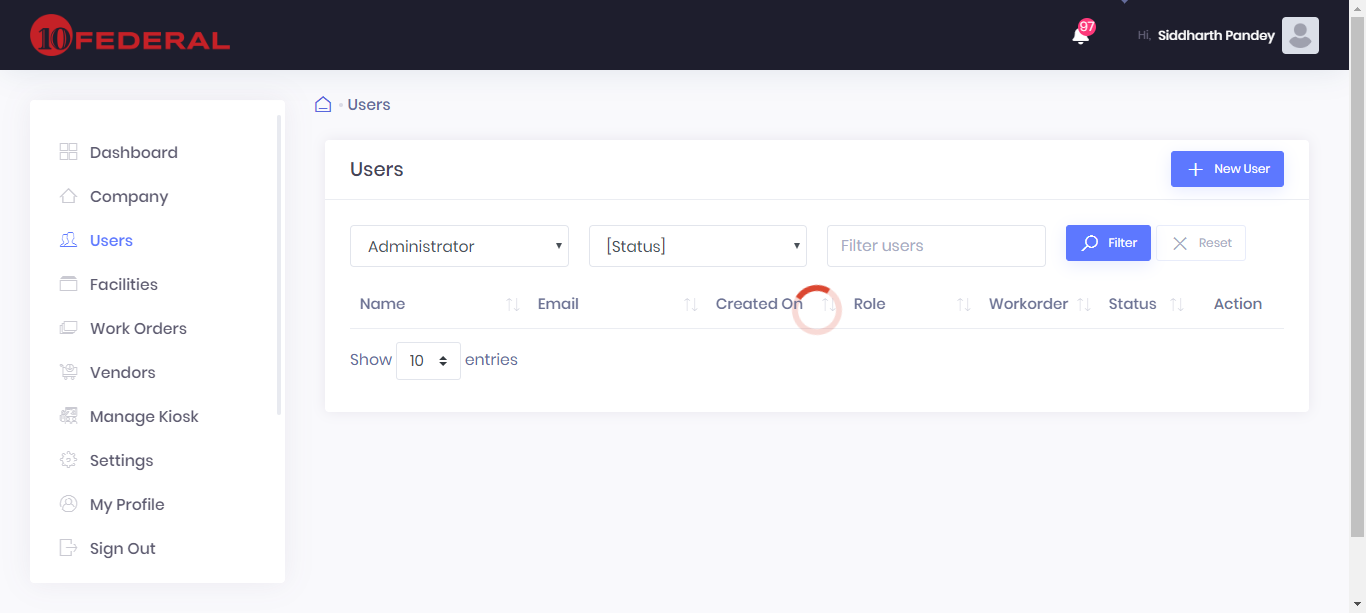 10 FEDERAL
97
Hi, Siddharth Pandey
Dashboard
Company
Users
Facilities
Work Orders
Vendors
Manage Kiosk
Settings
My Profile
Sign Out
Users
Users
New User
Administrator
[Status]
Filter users
Filter
Reset
Name Email Created On Role Workorder Status Action
Show 10 entries